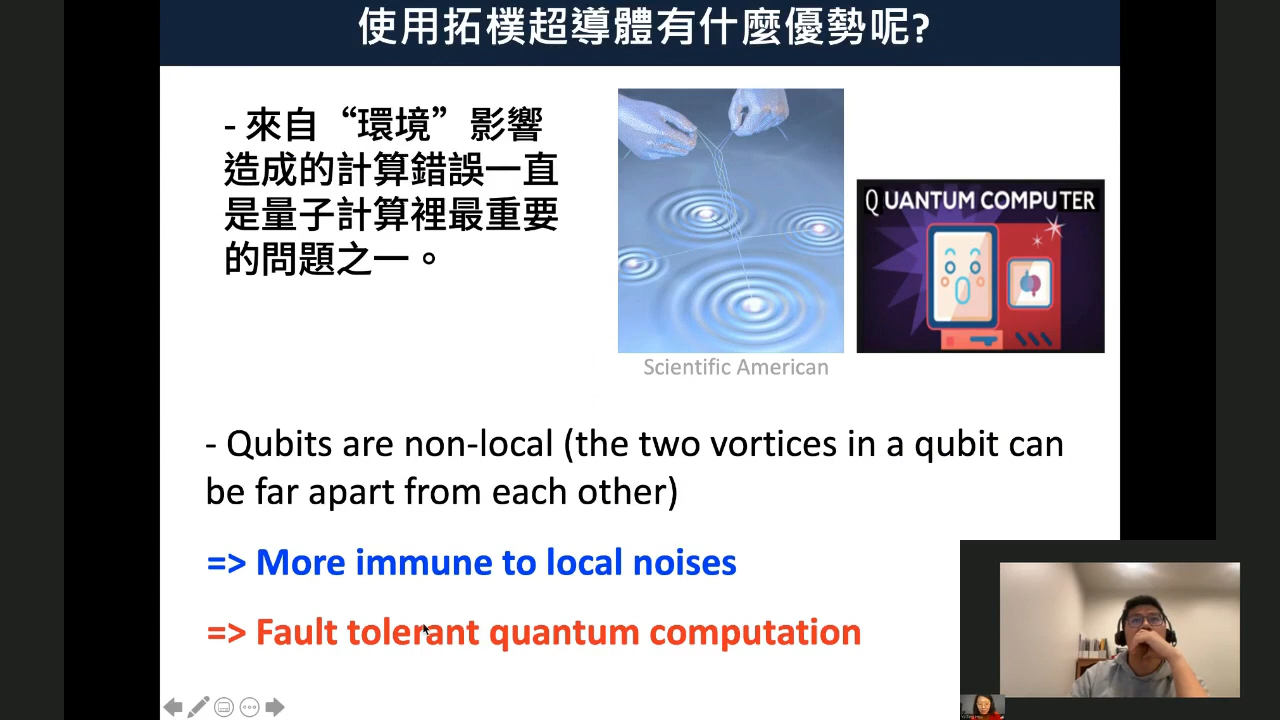 使用拓樸超導體有什麼優勢呢?
- 來自“環境”影響
造成的計算錯誤一直
是量子計算裡最重要
的問題之一。
QUANTUM COMPUTER
Scientific American
- Qubits are non-local (the two vortices in a qubit can
be far apart from each other)
=> More immune to local noises
=> Fault tolerant quantum computation